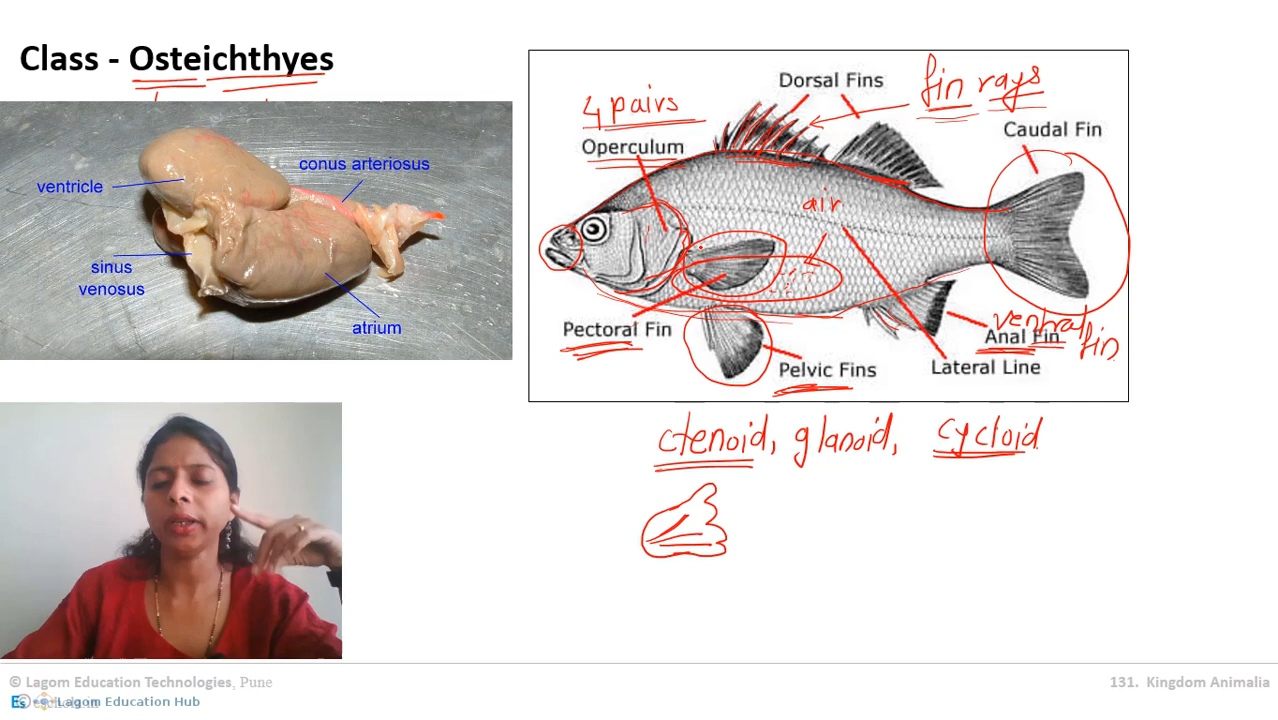 Class - Osteichthyes
ventricle
conus arteriosus
sinus
venosus
atrium
4 pairs
Operculum
Dorsal Fins
fin rays
Caudal Fin
air
Pectoral Fin
Pelvic Fins
ventral fin
Anal Fin
Lateral Line
ctenoid, glanoid, cycloid
© Lagom Education Technologies, Pune
131. Kingdom Animalia
Lagom Education Hub